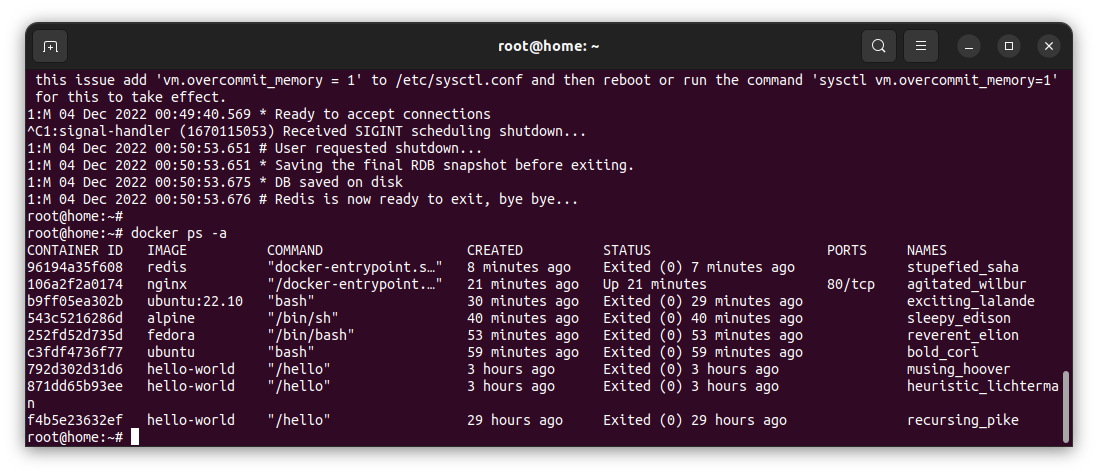 root@home: ~
this issue add 'vm.overcommit_memory = 1' to /etc/sysctl.conf and then reboot or run the command 'sysctl vm.overcommit_memory=1'
for this to take effect.
1:M 04 Dec 2022 00:49:40.569 * Ready to accept connections
^C1:signal-handler (1670115053) Received SIGINT scheduling shutdown...
1:M 04 Dec 2022 00:50:53.651 # User requested shutdown...
1:M 04 Dec 2022 00:50:53.651 * Saving the final RDB snapshot before exiting.
1:M 04 Dec 2022 00:50:53.675 * DB saved on disk
1:M 04 Dec 2022 00:50:53.676 # Redis is now ready to exit, bye bye...
root@home:~#
root@home:~# docker ps -a
CONTAINER ID   IMAGE          COMMAND                  CREATED          STATUS                      PORTS     NAMES
96194a35f608   redis          "docker-entrypoint.s…"   8 minutes ago    Exited (0) 7 minutes ago              stupefied_saha
106a2f2a0174   nginx          "/docker-entrypoint.…"   21 minutes ago   Up 21 minutes               80/tcp    agitated_wilbur
b9ff05ea302b   ubuntu:22.10   "bash"                   30 minutes ago   Exited (0) 29 minutes ago             exciting_lalande
543c5216286d   alpine         "/bin/sh"                40 minutes ago   Exited (0) 40 minutes ago             sleepy_edison
252fd52d735d   fedora         "/bin/bash"              53 minutes ago   Exited (0) 53 minutes ago             reverent_elion
c3fdf4736f77   ubuntu         "bash"                   59 minutes ago   Exited (0) 59 minutes ago             bold_cori
792d302d31d6   hello-world    "/hello"                 3 hours ago      Exited (0) 3 hours ago                musing_hoover
871dd65b93ee   hello-world    "/hello"                 3 hours ago      Exited (0) 3 hours ago                heuristic_lichterma
n
f4b5e23632ef   hello-world    "/hello"                 29 hours ago     Exited (0) 29 hours ago               recursing_pike
root@home:~#